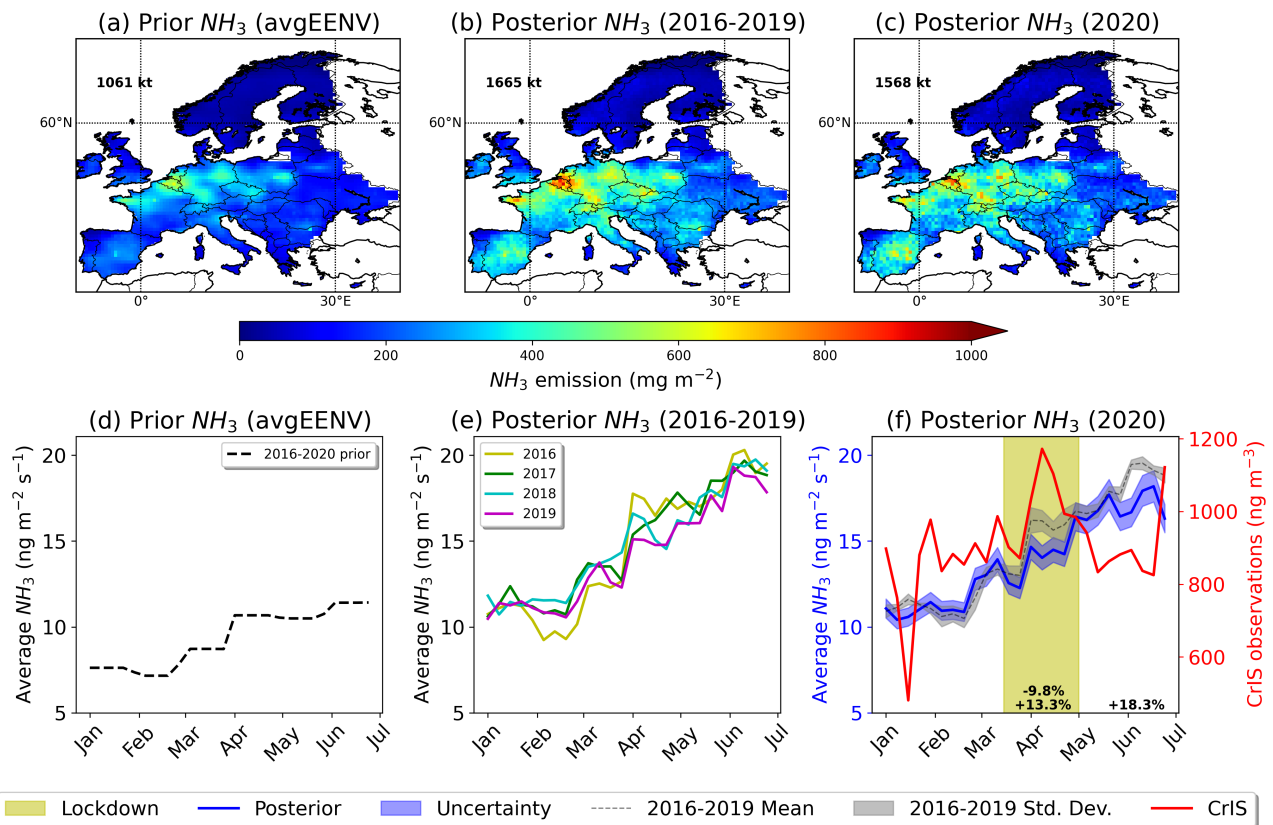 (a) Prior NH₃ (avgEENV)
(b) Posterior NH₃ (2016-2019)
(c) Posterior NH₃ (2020)
1061 kt
1665 kt
1568 kt
60°N
60°N
60°N
0°
30°E
0°
30°E
0°
30°E
0
200
400
600
800
1000
NH₃ emission (mg m⁻²)
(d) Prior NH₃ (avgEENV)
(e) Posterior NH₃ (2016-2019)
(f) Posterior NH₃ (2020)
Average NH₃ (ng m⁻² s⁻¹)
20
15
10
5
2016-2020 prior
Jan
Feb
Mar
Apr
May
Jun
Jul
Average NH₃ (ng m⁻² s⁻¹)
20
15
10
5
2016
2017
2018
2019
Jan
Feb
Mar
Apr
May
Jun
Jul
Average NH₃ (ng m⁻² s⁻¹)
20
15
10
5
-9.8%
+13.3%
+18.3%
Jan
Feb
Mar
Apr
May
Jun
Jul
1200
1000
800
600
CrIS observations (ng m⁻³)
Lockdown
Posterior
Uncertainty
2016-2019 Mean
2016-2019 Std. Dev.
CrIS